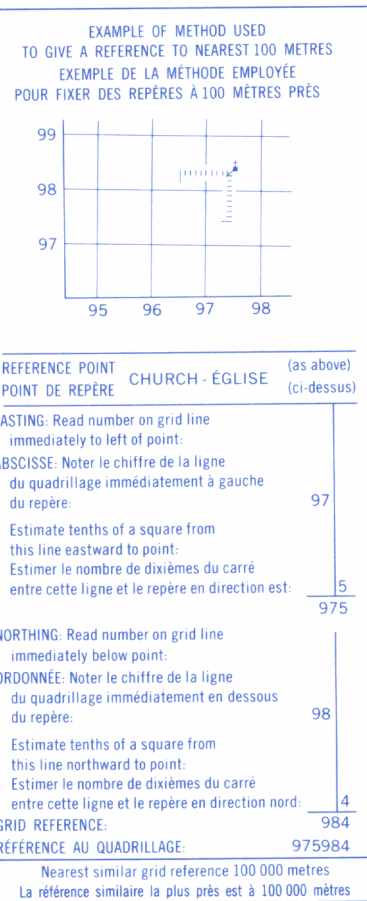 EXAMPLE OF METHOD USED
TO GIVE A REFERENCE TO NEAREST 100 METRES
EXEMPLE DE LA MÉTHODE EMPLOYÉE
POUR FIXER DES REPÈRES À 100 MÈTRES PRÈS
99
98
97
95 96 97 98
REFERENCE POINT
POINT DE REPÈRE
CHURCH - ÉGLISE
(as above)
(ci-dessus)
ASTING: Read number on grid line
immediately to left of point:
ABSCISSE: Noter le chiffre de la ligne
du quadrillage immédiatement à gauche
du repère: 97
Estimate tenths of a square from
this line eastward to point:
Estimer le nombre de dixièmes du carré
entre cette ligne et le repère en direction est: 5
975
NORTHING: Read number on grid line
immediately below point:
ORDONNÉE: Noter le chiffre de la ligne
du quadrillage immédiatement en dessous
du repère: 98
Estimate tenths of a square from
this line northward to point:
Estimer le nombre de dixièmes du carré
entre cette ligne et le repère en direction nord: 4
GRID REFERENCE: 984
RÉFÉRENCE AU QUADRILLAGE: 975984
Nearest similar grid reference 100 000 metres
La référence similaire la plus près est à 100 000 mètres